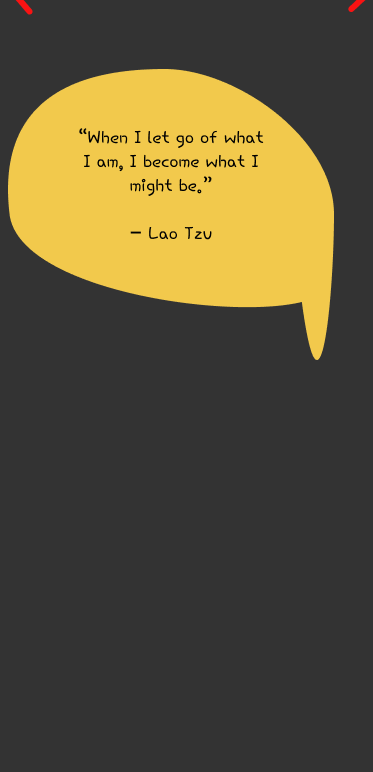 “When I let go of what
I am, I become what I
might be.”
— Lao Tzu